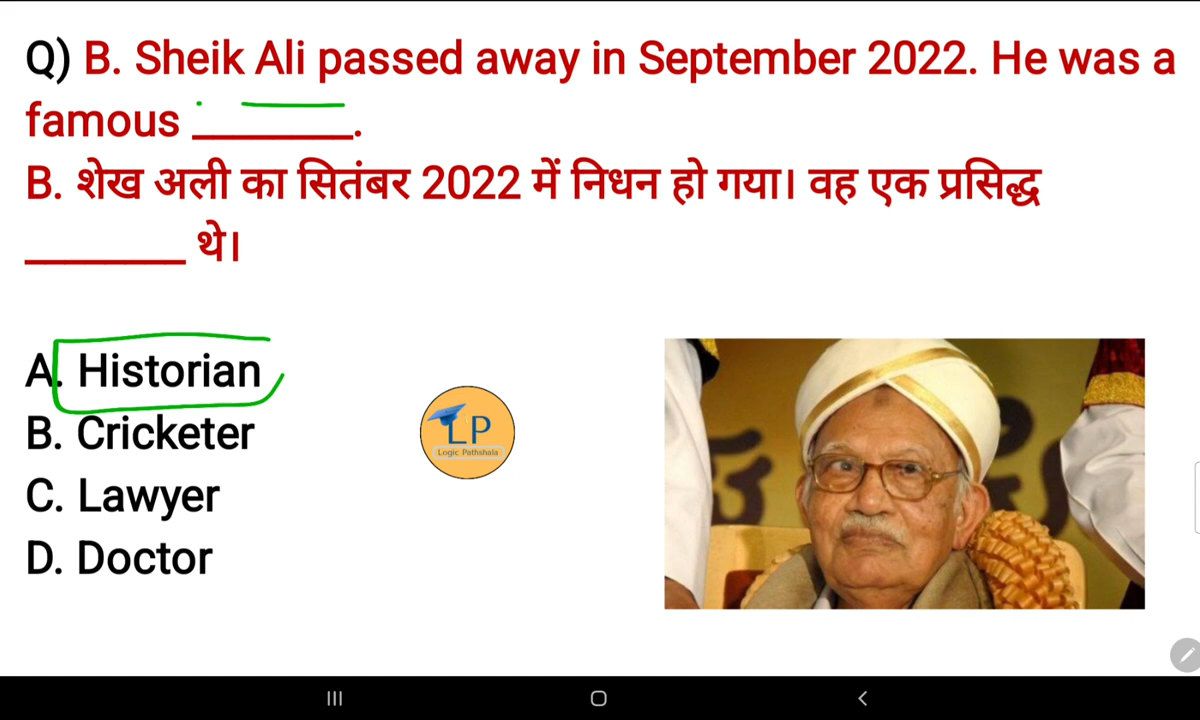 Q) B. Sheik Ali passed away in September 2022. He was a
famous ________.
B. शेख अली का सितंबर 2022 में निधन हो गया। वह एक प्रसिद्ध
________ थे।
A. Historian
B. Cricketer
C. Lawyer
D. Doctor
LP
Logic Pathshala